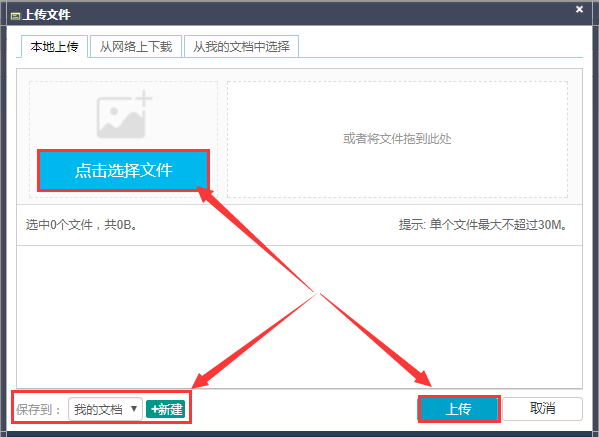 上传文件
本地上传 从网络上下载 从我的文档中选择
点击选择文件
或者将文件拖到此处
选中0个文件，共0B。 提示: 单个文件最大不超过30M。
保存到： 我的文档 +新建 上传 取消